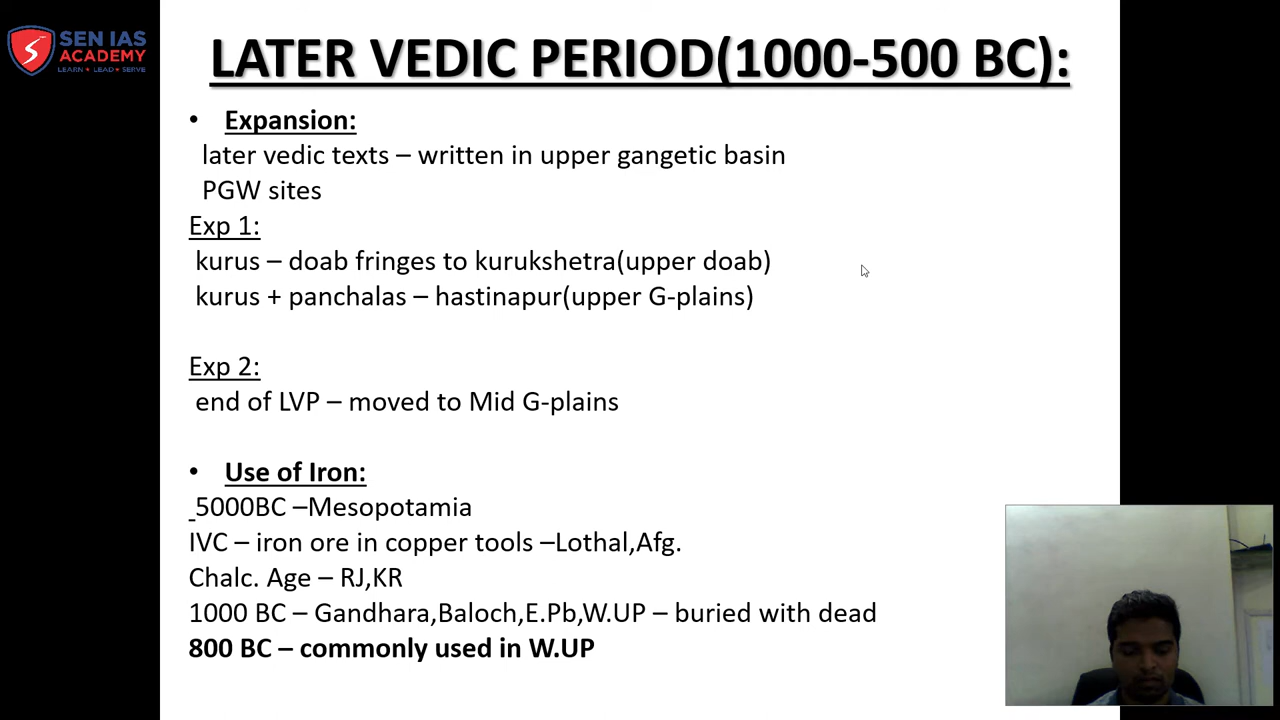 SEN IAS
ACADEMY
LEARN ★ LEAD ★ SERVE
LATER VEDIC PERIOD(1000-500 BC):
• Expansion:
later vedic texts – written in upper gangetic basin
PGW sites
Exp 1:
kurus – doab fringes to kurukshetra(upper doab)
kurus + panchalas – hastinapur(upper G-plains)
Exp 2:
end of LVP – moved to Mid G-plains
• Use of Iron:
5000BC –Mesopotamia
IVC – iron ore in copper tools –Lothal,Afg.
Chalc. Age – RJ,KR
1000 BC – Gandhara,Baloch,E.Pb,W.UP – buried with dead
800 BC – commonly used in W.UP